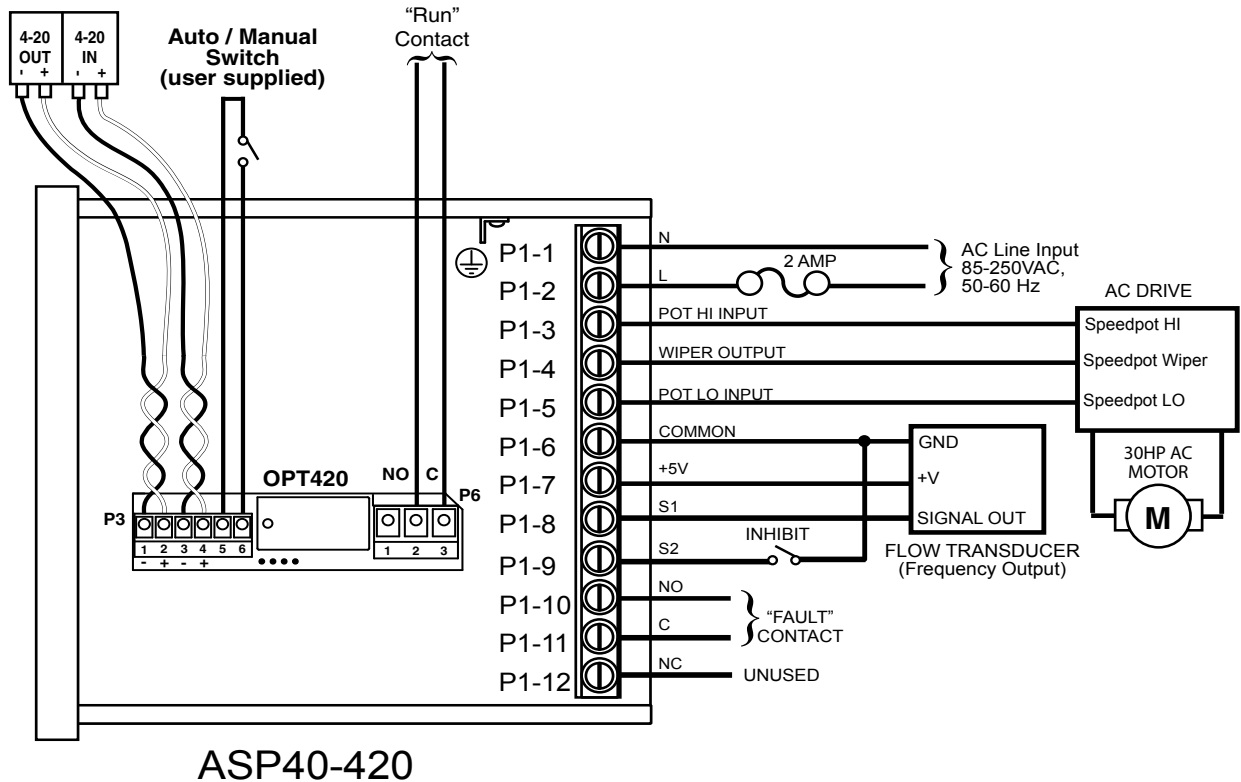 4-20
OUT
- +
4-20
IN
- +
Auto / Manual
Switch
(user supplied)
“Run”
Contact
P1-1
P1-2
P1-3
P1-4
P1-5
P1-6
P1-7
P1-8
P1-9
P1-10
P1-11
P1-12
N
L
2 AMP
AC Line Input
85-250VAC,
50-60 Hz
POT HI INPUT
WIPER OUTPUT
POT LO INPUT
COMMON
+5V
S1
S2
INHIBIT
NO
C
“FAULT”
CONTACT
NC
UNUSED
AC DRIVE
Speedpot HI
Speedpot Wiper
Speedpot LO
30HP AC
MOTOR
M
GND
+V
SIGNAL OUT
FLOW TRANSDUCER
(Frequency Output)
OPT420
NO C
P6
P3
1 2 3 4 5 6
- + - +
1 2 3
ASP40-420